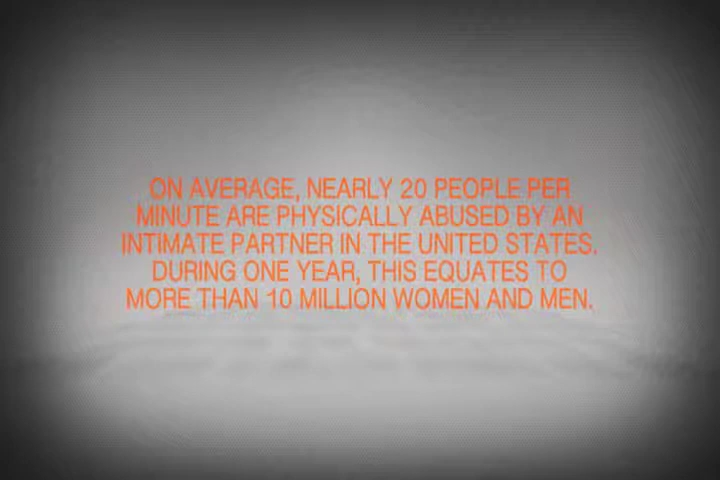 ON AVERAGE, NEARLY 20 PEOPLE PER
MINUTE ARE PHYSICALLY ABUSED BY AN
INTIMATE PARTNER IN THE UNITED STATES.
DURING ONE YEAR, THIS EQUATES TO
MORE THAN 10 MILLION WOMEN AND MEN.